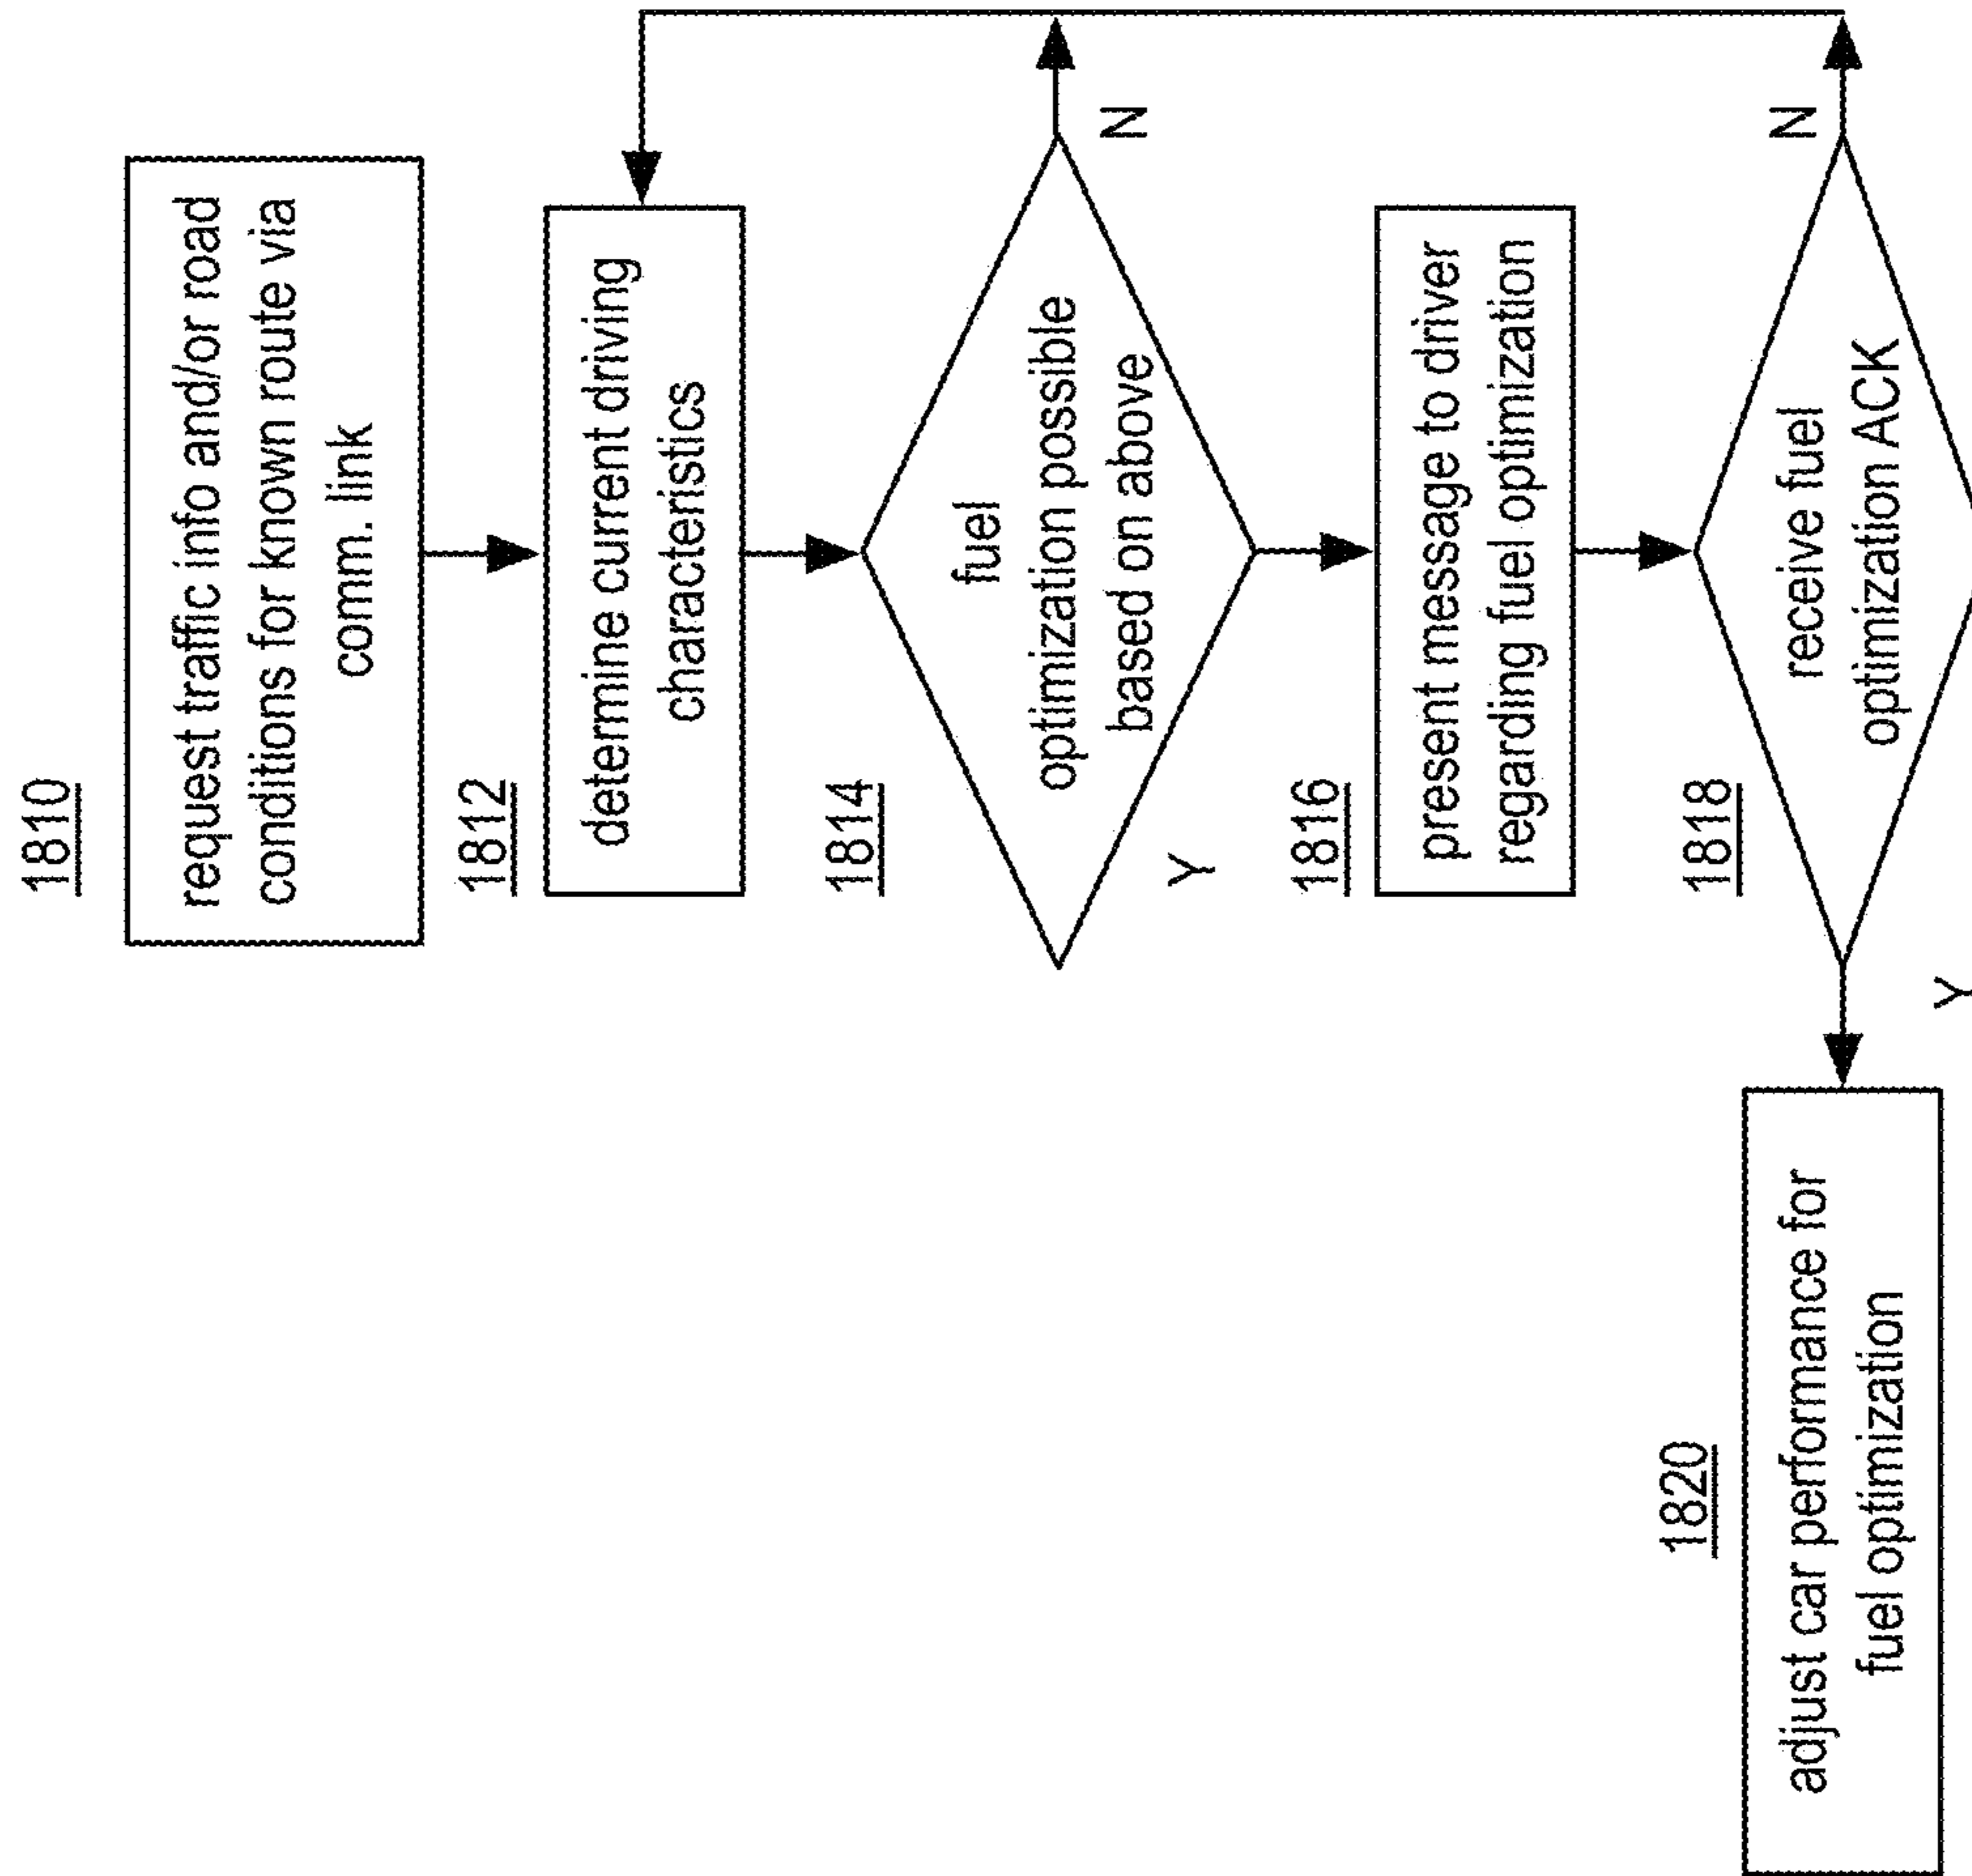 1810
request traffic info and/or road
conditions for known route via
comm. link
1812
determine current driving
characteristics
1814
fuel
optimization possible
based on above
N
Y
1816
present message to driver
regarding fuel optimization
1818
receive fuel
optimization ACK
N
Y
1820
adjust car performance for
fuel optimization